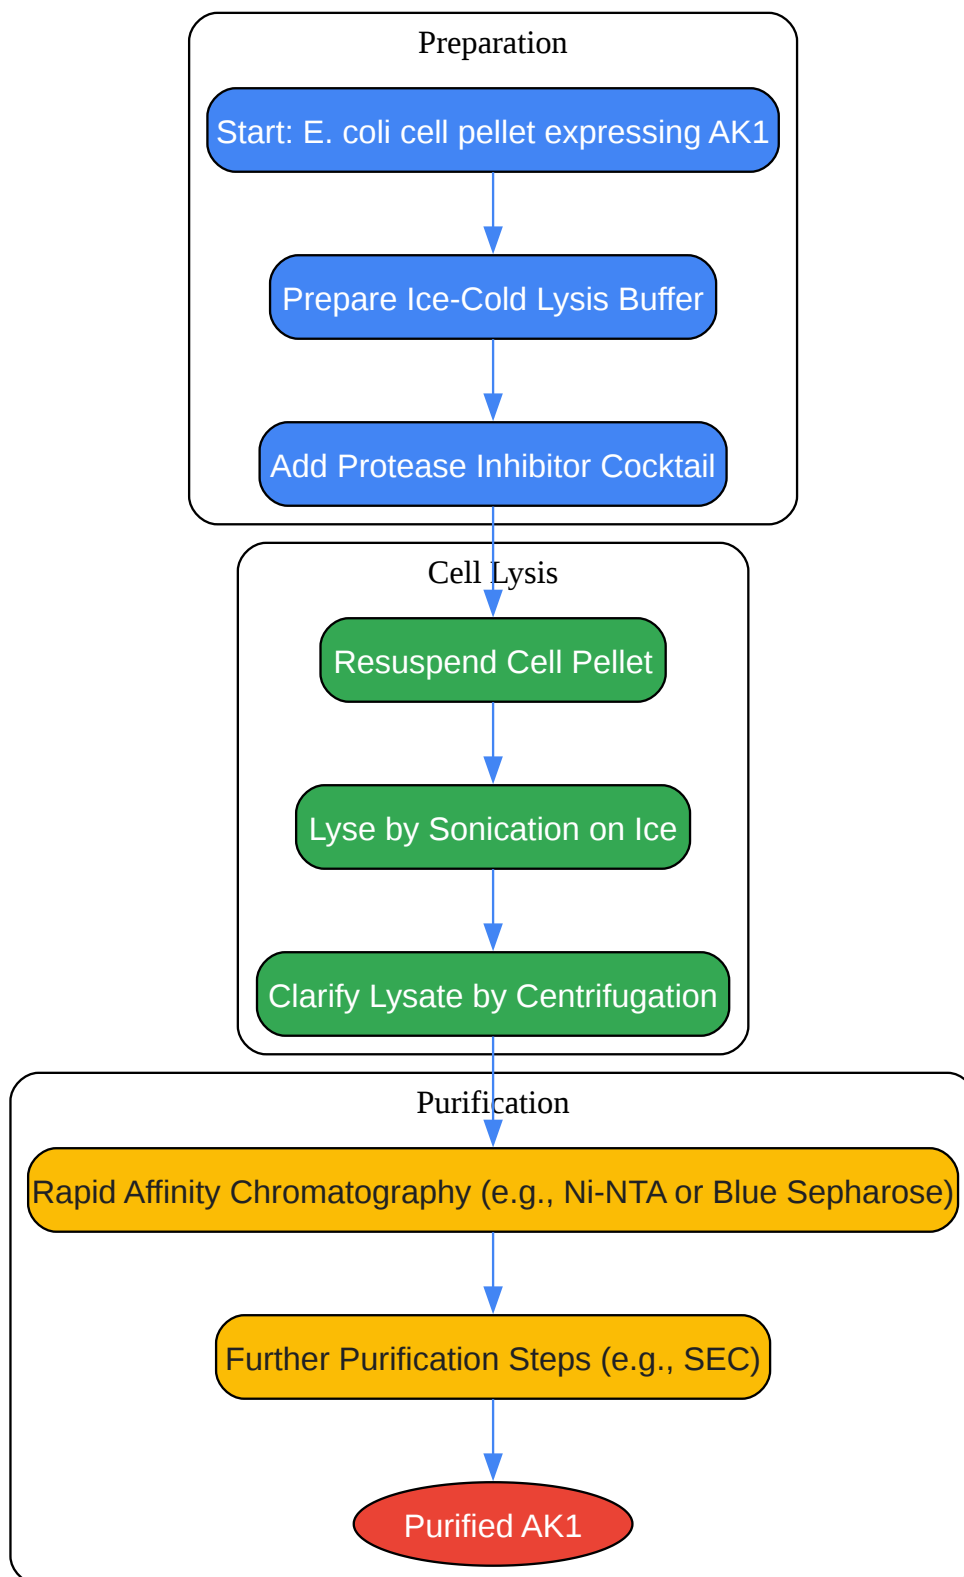 Preparation
Start: E. coli cell pellet expressing AK1
Prepare Ice-Cold Lysis Buffer
Add Protease Inhibitor Cocktail
Cell Lysis
Resuspend Cell Pellet
Lyse by Sonication on Ice
Clarify Lysate by Centrifugation
Purification
Rapid Affinity Chromatography (e.g., Ni-NTA or Blue Sepharose)
Further Purification Steps (e.g., SEC)
Purified AK1